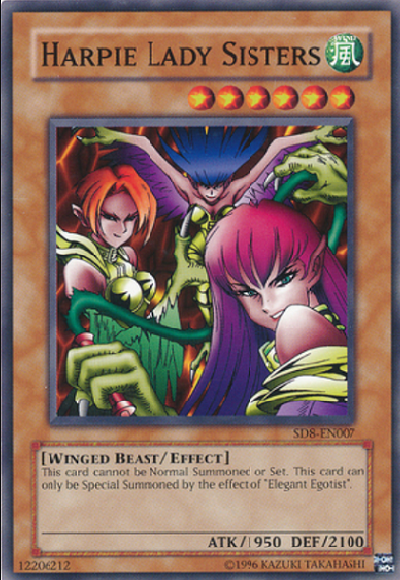 HARPIE LADY SISTERS
WIND
風
SD8-EN007
[WINGED BEAST/EFFECT]
This card cannot be Normal Summoned or Set. This card can
only be Special Summoned by the effect of "Elegant Egotist".
ATK/1950 DEF/2100
12206212
©1996 KAZUKI TAKAHASHI